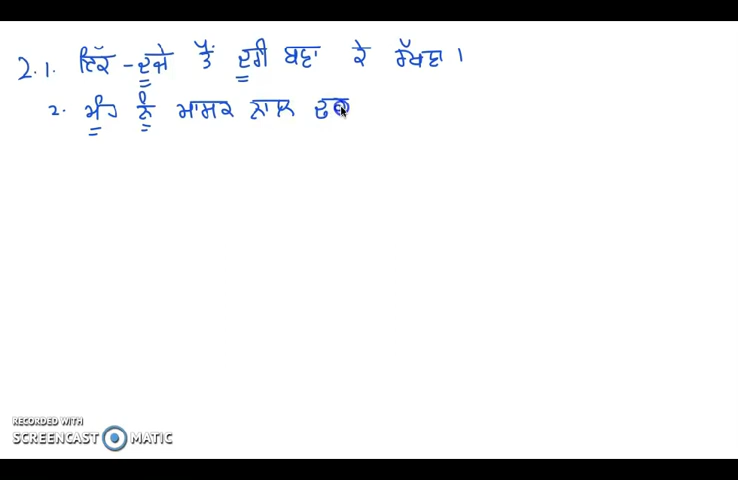 2.1. ਇੱਕ-ਦੂਜੇ ਤੋਂ ਦੂਰੀ ਬਣਾ ਕੇ ਰੱਖਣਾ।
2. ਮੂੰਹ ਨੂੰ ਮਾਸਕ ਨਾਲ
RECORDED WITH
SCREENCAST MATIC